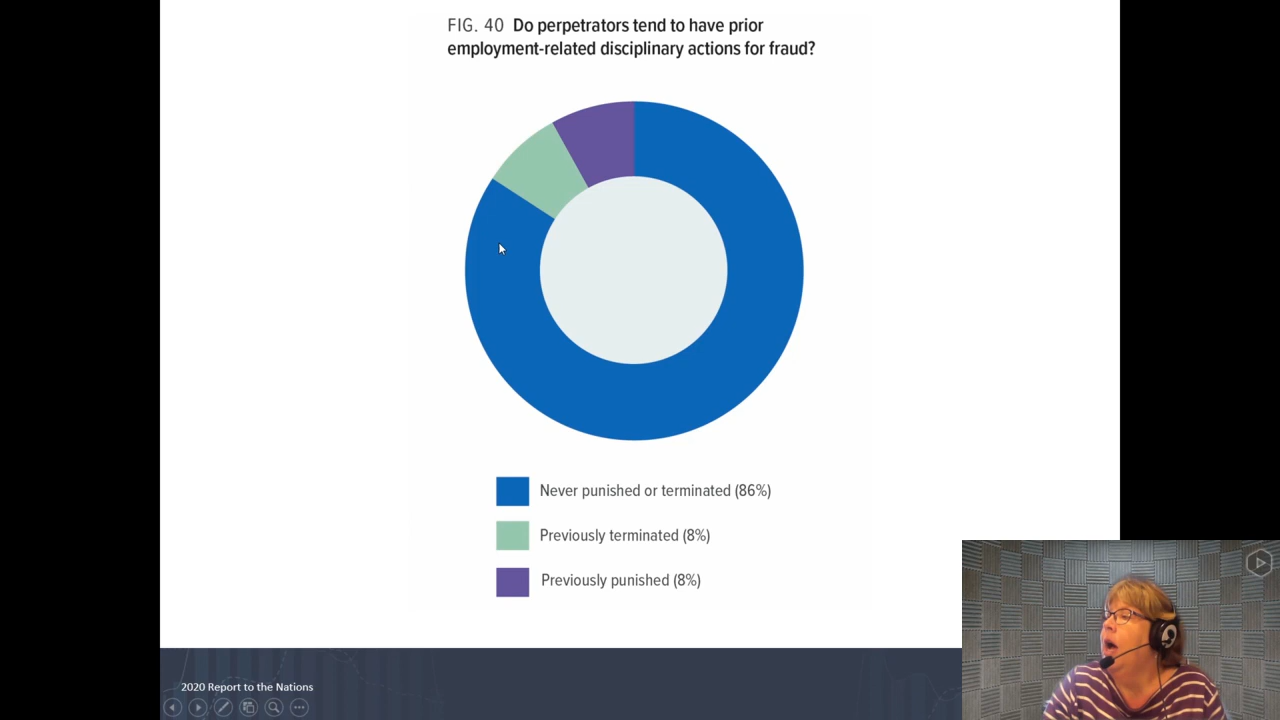 FIG. 40 Do perpetrators tend to have prior
employment-related disciplinary actions for fraud?
Never punished or terminated (86%)
Previously terminated (8%)
Previously punished (8%)
2020 Report to the Nations